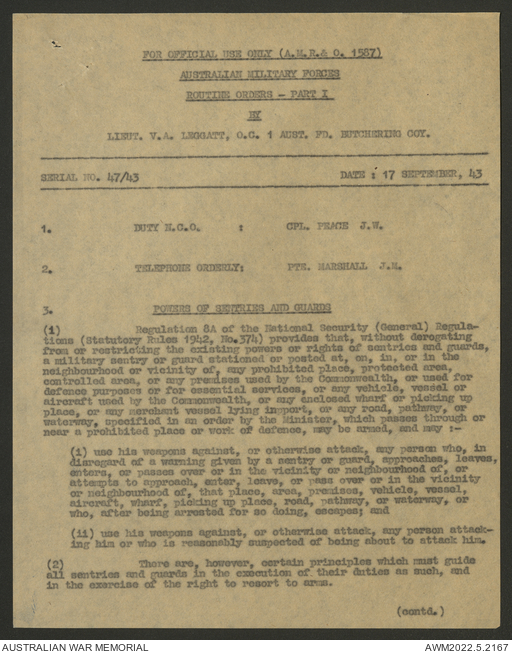 FOR OFFICIAL USE ONLY (A.M.R.& O. 1587)
AUSTRALIAN MILITARY FORCES
ROUTINE ORDERS - PART I
BY
LIEUT. V.A. LEGGATT, O.C. 1 AUST. FD. BUTCHERING COY.
SERIAL NO. 47/43 DATE : 17 SEPTEMBER, 43
1. DUTY N.C.O. : CPL. PEACE J.W.
2. TELEPHONE ORDERLY: PTE. MARSHALL J.M.
3. POWERS OF SENTRIES AND GUARDS
(1) Regulation 8A of the National Security (General) Regula-
tions (Statutory Rules 1942, No.374) provides that, without derogating
from or restricting the existing powers or rights of sentries and guards,
a military sentry or guard stationed or posted at, on, in, or in the
neighbourhood or vicinity of, any prohibited place, protected area,
controlled area, or any premises used by the Commonwealth, or used for
defence purposes or for essential services, or any vehicle, vessel or
aircraft used by the Commonwealth, or any enclosed wharf or picking up
place, or any merchant vessel lying inport, or any road, pathway, or
waterway, specified in an order by the Minister, which passes through or
near a prohibited place or work of defence, may be armed, and may :-
(i) use his weapons against, or otherwise attack, any person who, in
disregard of a warning given by a sentry or guard, approaches, leaves,
enters, or passes over or in the vicinity or neighbourhood of, or
attempts to approach, enter, leave, or pass over or in the vicinity
or neighbourhood of, that place, area, premises, vehicle, vessel,
aircraft, wharf, picking up place, road, pathway, or waterway, or
who, after being arrested for so doing, escapes; and
(ii) use his weapons against, or otherwise attack, any person attack-
ing him or who is reasonably suspected of being about to attack him.
(2) There are, however, certain principles which must guide
all sentries and guards in the execution of their duties as such, and
in the exercise of the right to resort to arms.
(contd.)
AUSTRALIAN WAR MEMORIAL AWM2022.5.2167